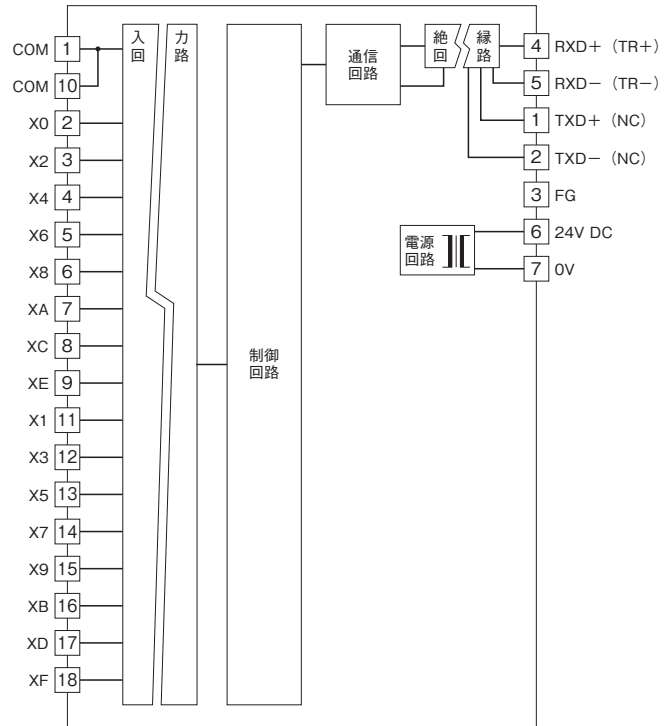 COM 1
COM 10
X0 2
X2 3
X4 4
X6 5
X8 6
XA 7
XC 8
XE 9
X1 11
X3 12
X5 13
X7 14
X9 15
XB 16
XD 17
XF 18
入力
回路
制御
回路
通信
回路
絶縁
回路
4 RXD+（TR+）
5 RXD−（TR−）
1 TXD+（NC）
2 TXD−（NC）
3 FG
電源
回路
6 24V DC
7 0V